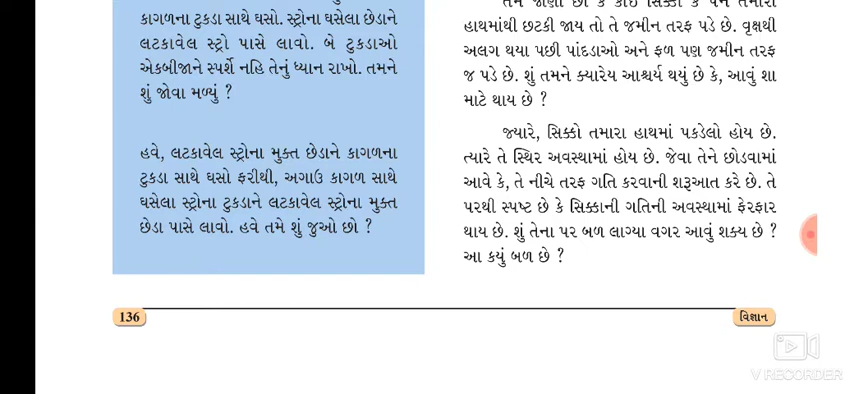 કાગળના ટુકડા સાથે ઘસો. સ્ટ્રોના ઘસેલા છેડાને
લટકાવેલ સ્ટ્રો પાસે લાવો. બે ટુકડાઓ
એકબીજાને સ્પર્શે નહિ તેનું ધ્યાન રાખો. તમને
શું જોવા મળ્યું ?
હવે, લટકાવેલ સ્ટ્રોના મુક્ત છેડાને કાગળના
ટુકડા સાથે ઘસો ફરીથી, અગાઉ કાગળ સાથે
ઘસેલા સ્ટ્રોના ટુકડાને લટકાવેલ સ્ટ્રોના મુક્ત
છેડા પાસે લાવો. હવે તમે શું જુઓ છો ?
તમે જાણો છો કે કોઈ સિક્કો કે પેન તમારા
હાથમાંથી છટકી જાય તો તે જમીન તરફ પડે છે. વૃક્ષથી
અલગ થયા પછી પાંદડાઓ અને ફળ પણ જમીન તરફ
જ પડે છે. શું તમને ક્યારેય આશ્ચર્ય થયું છે કે, આવું શા
માટે થાય છે ?
જ્યારે, સિક્કો તમારા હાથમાં પકડેલો હોય છે.
ત્યારે તે સ્થિર અવસ્થામાં હોય છે. જેવા તેને છોડવામાં
આવે કે, તે નીચે તરફ ગતિ કરવાની શરૂઆત કરે છે. તે
પરથી સ્પષ્ટ છે કે સિક્કાની ગતિની અવસ્થામાં ફેરફાર
થાય છે. શું તેના પર બળ લાગ્યા વગર આવું શક્ય છે ?
આ કયું બળ છે ?
136
વિજ્ઞાન
V RECORDER